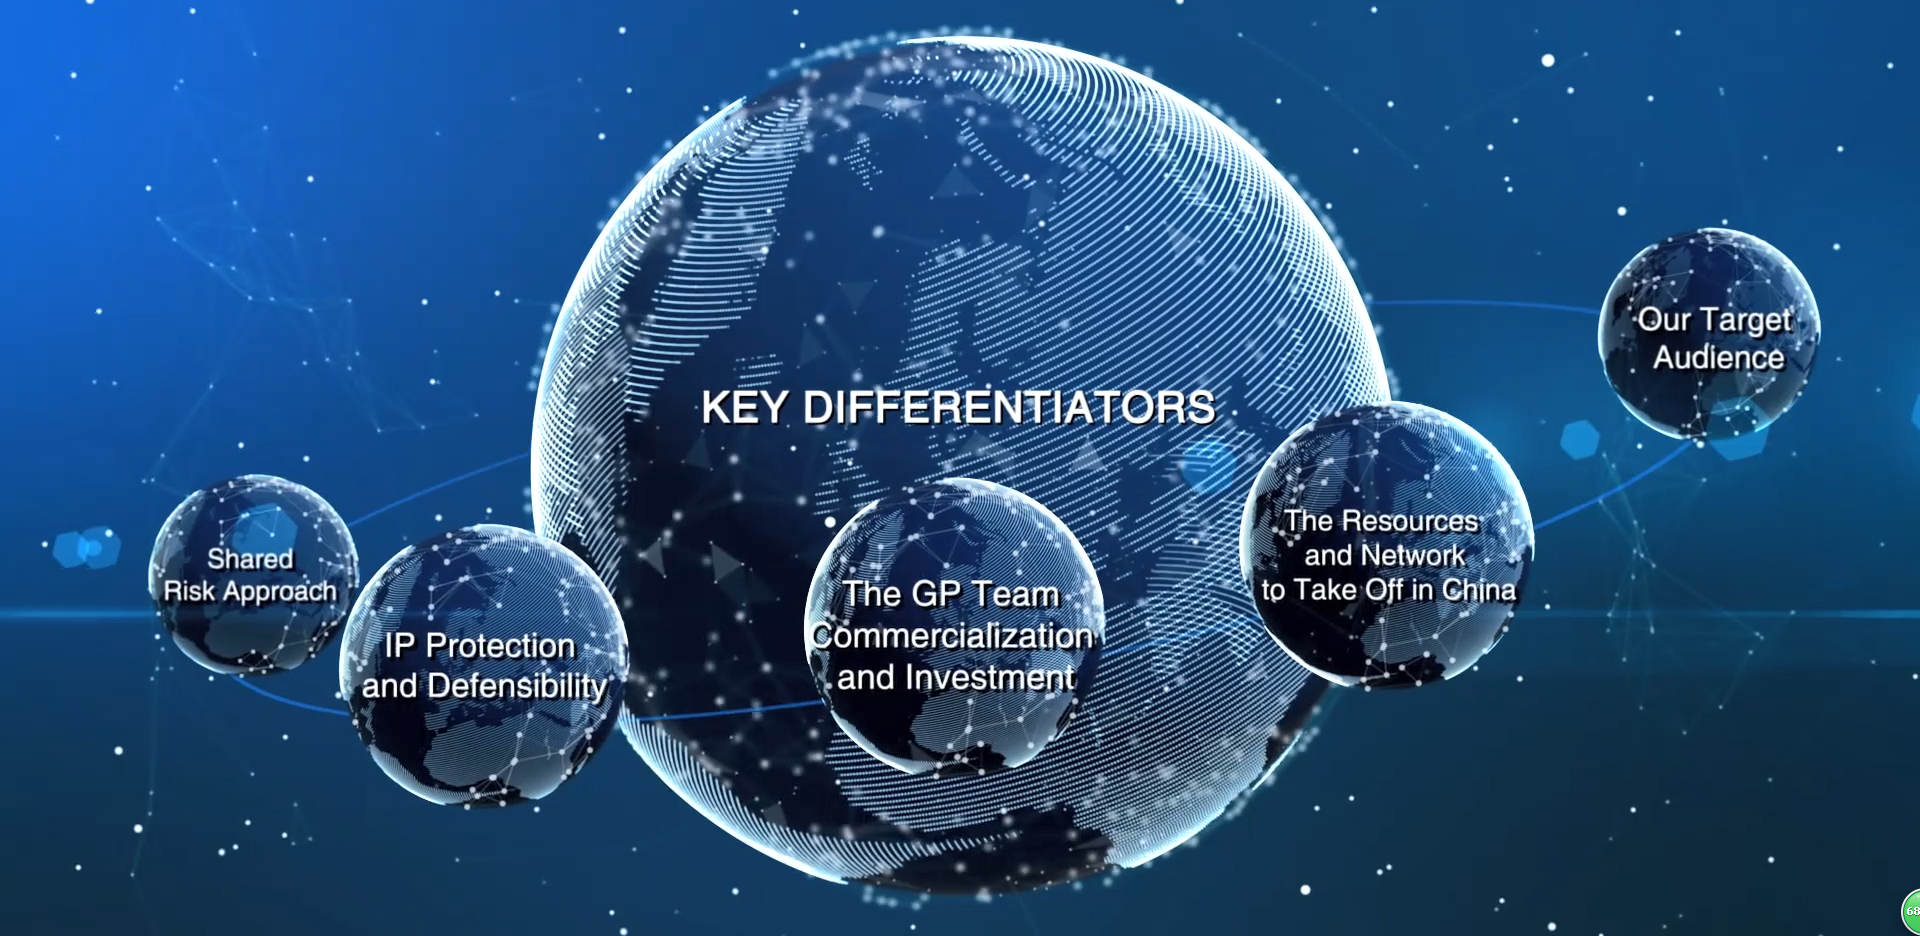 KEY DIFFERENTIATORS
Shared
Risk Approach
IP Protection
and Defensibility
The GP Team
Commercialization
and Investment
The Resources
and Network
to Take Off in China
Our Target
Audience
68